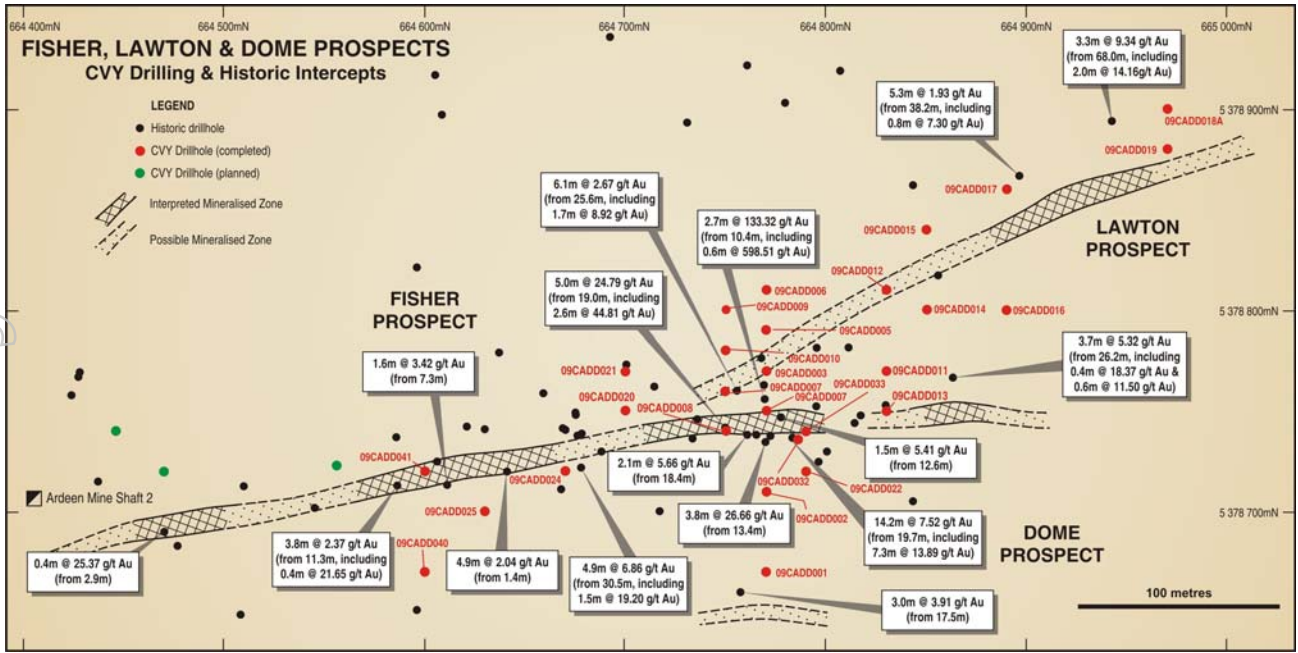 664 400mN
664 500mN
664 600mN
664 700mN
664 800mN
664 900mN
665 000mN
FISHER, LAWTON & DOME PROSPECTS
CVY Drilling & Historic Intercepts
LEGEND
Historic drillhole
CVY Drillhole (completed)
CVY Drillhole (planned)
Interpreted Mineralised Zone
Possible Mineralised Zone
3.3m @ 9.34 g/t Au
(from 68.0m, including
2.0m @ 14.16g/t Au)
5.3m @ 1.93 g/t Au
(from 38.2m, including
0.8m @ 7.30 g/t Au)
5 378 900mN
09CADD018A
09CADD019
09CADD017
6.1m @ 2.67 g/t Au
(from 25.6m, including
1.7m @ 8.92 g/t Au)
2.7m @ 133.32 g/t Au
(from 10.4m, including
0.6m @ 598.51 g/t Au)
09CADD015
LAWTON
PROSPECT
09CADD012
5.0m @ 24.79 g/t Au
(from 19.0m, including
2.6m @ 44.81 g/t Au)
09CADD006
09CADD009
FISHER
PROSPECT
09CADD014
09CADD016
5 378 800mN
09CADD005
09CADD010
3.7m @ 5.32 g/t Au
(from 26.2m, including
0.4m @ 18.37 g/t Au &
0.6m @ 11.50 g/t Au)
1.6m @ 3.42 g/t Au
(from 7.3m)
09CADD021
09CADD003
09CADD011
09CADD033
09CADD007
09CADD020
09CADD008
09CADD007
09CADD013
1.5m @ 5.41 g/t Au
(from 12.6m)
09CADD041
2.1m @ 5.66 g/t Au
(from 18.4m)
09CADD024
09CADD032
09CADD022
Ardeen Mine Shaft 2
09CADD025
3.8m @ 26.66 g/t Au
(from 13.4m)
09CADD002
5 378 700mN
14.2m @ 7.52 g/t Au
(from 19.7m, including
7.3m @ 13.89 g/t Au)
DOME
PROSPECT
0.4m @ 25.37 g/t Au
(from 2.9m)
3.8m @ 2.37 g/t Au
(from 11.3m, including
0.4m @ 21.65 g/t Au)
09CADD040
4.9m @ 2.04 g/t Au
(from 1.4m)
4.9m @ 6.86 g/t Au
(from 30.5m, including
1.5m @ 19.20 g/t Au)
09CADD001
3.0m @ 3.91 g/t Au
(from 17.5m)
100 metres